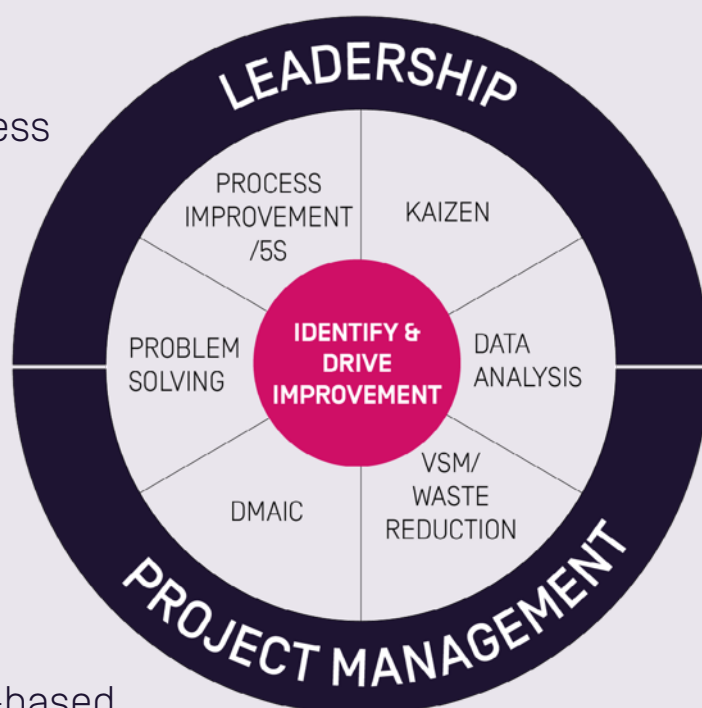 LEADERSHIP
ess
PROCESS
IMPROVEMENT
/5S
KAIZEN
IDENTIFY &
DRIVE
IMPROVEMENT
PROBLEM
SOLVING
DATA
ANALYSIS
VSM/
WASTE
REDUCTION
DMAIC
PROJECT MANAGEMENT
-based